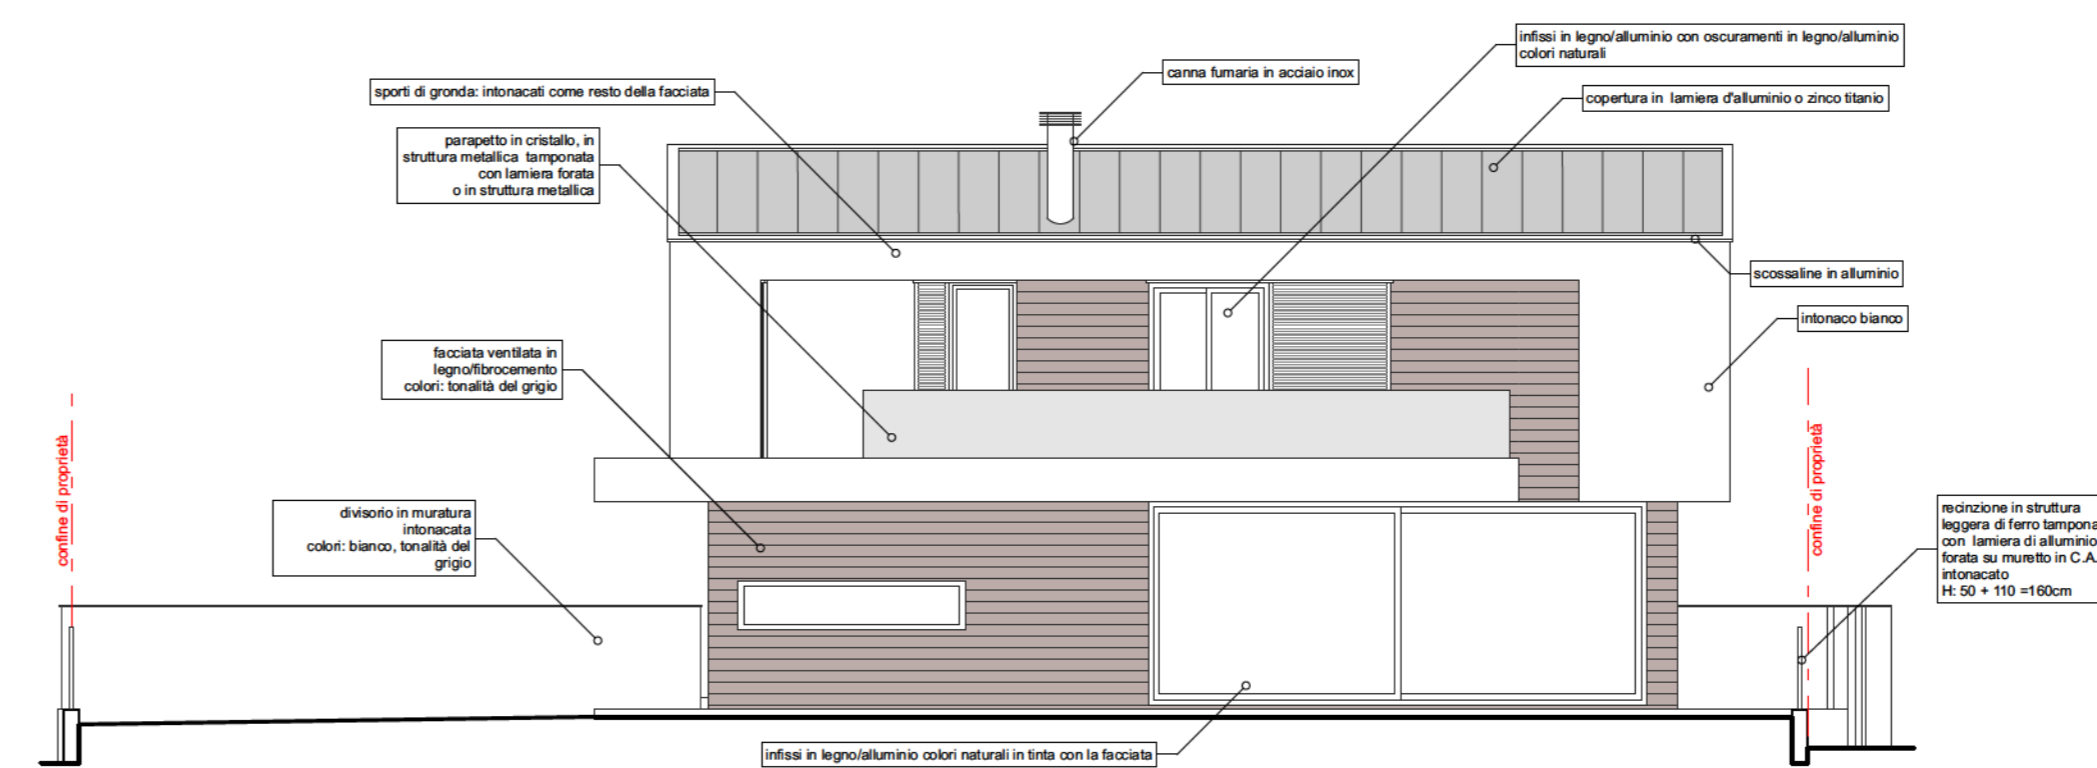 infissi in legno/alluminio con oscuramenti in legno/alluminio
colori naturali
canna fumaria in acciaio inox
sporti di gronda: intonacati come resto della facciata
copertura in lamiera d'alluminio o zinco titanio
parapetto in cristallo, in
struttura metallica tamponata
con lamiera forata
o in struttura metallica
scossaline in alluminio
intonaco bianco
facciata ventilata in
legno/fibrocemento
colori: tonalità del grigio
confine di proprietà
confine di proprietà
divisorio in muratura
intonacata
colori: bianco, tonalità del
grigio
recinzione in struttura
leggera di ferro tampona
con lamiera di alluminio
forata su muretto in C.A.
intonacato
H: 50 + 110 =160cm
infissi in legno/alluminio colori naturali in tinta con la facciata